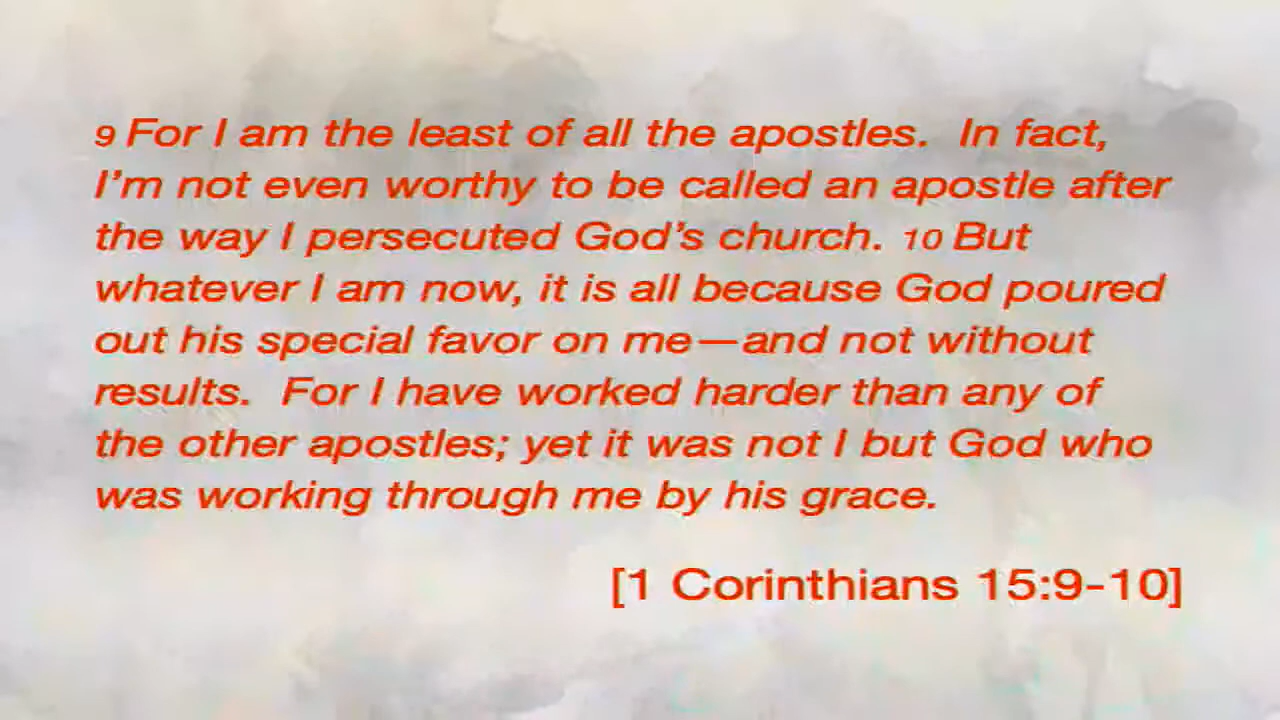 9 For I am the least of all the apostles.  In fact,
I’m not even worthy to be called an apostle after
the way I persecuted God’s church. 10 But
whatever I am now, it is all because God poured
out his special favor on me—and not without
results.  For I have worked harder than any of
the other apostles; yet it was not I but God who
was working through me by his grace.
[1 Corinthians 15:9-10]